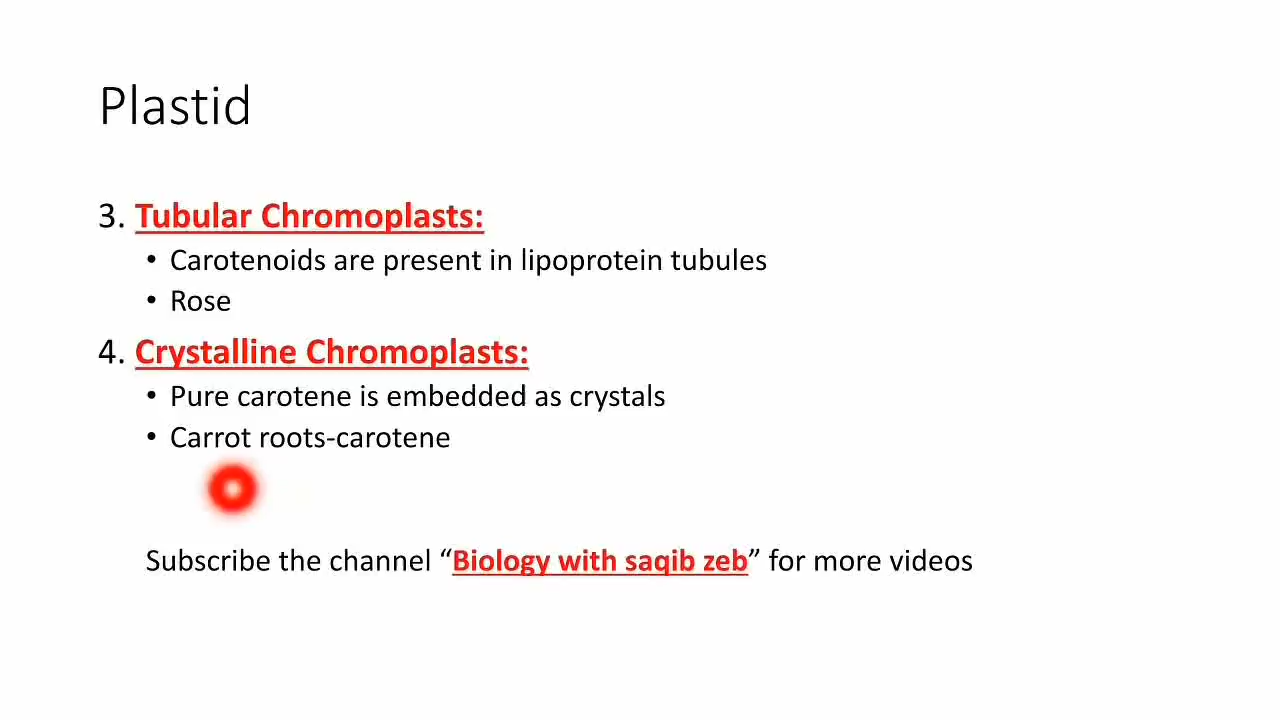 Plastid
3. Tubular Chromoplasts:
• Carotenoids are present in lipoprotein tubules
• Rose
4. Crystalline Chromoplasts:
• Pure carotene is embedded as crystals
• Carrot roots-carotene
Subscribe the channel “Biology with saqib zeb” for more videos